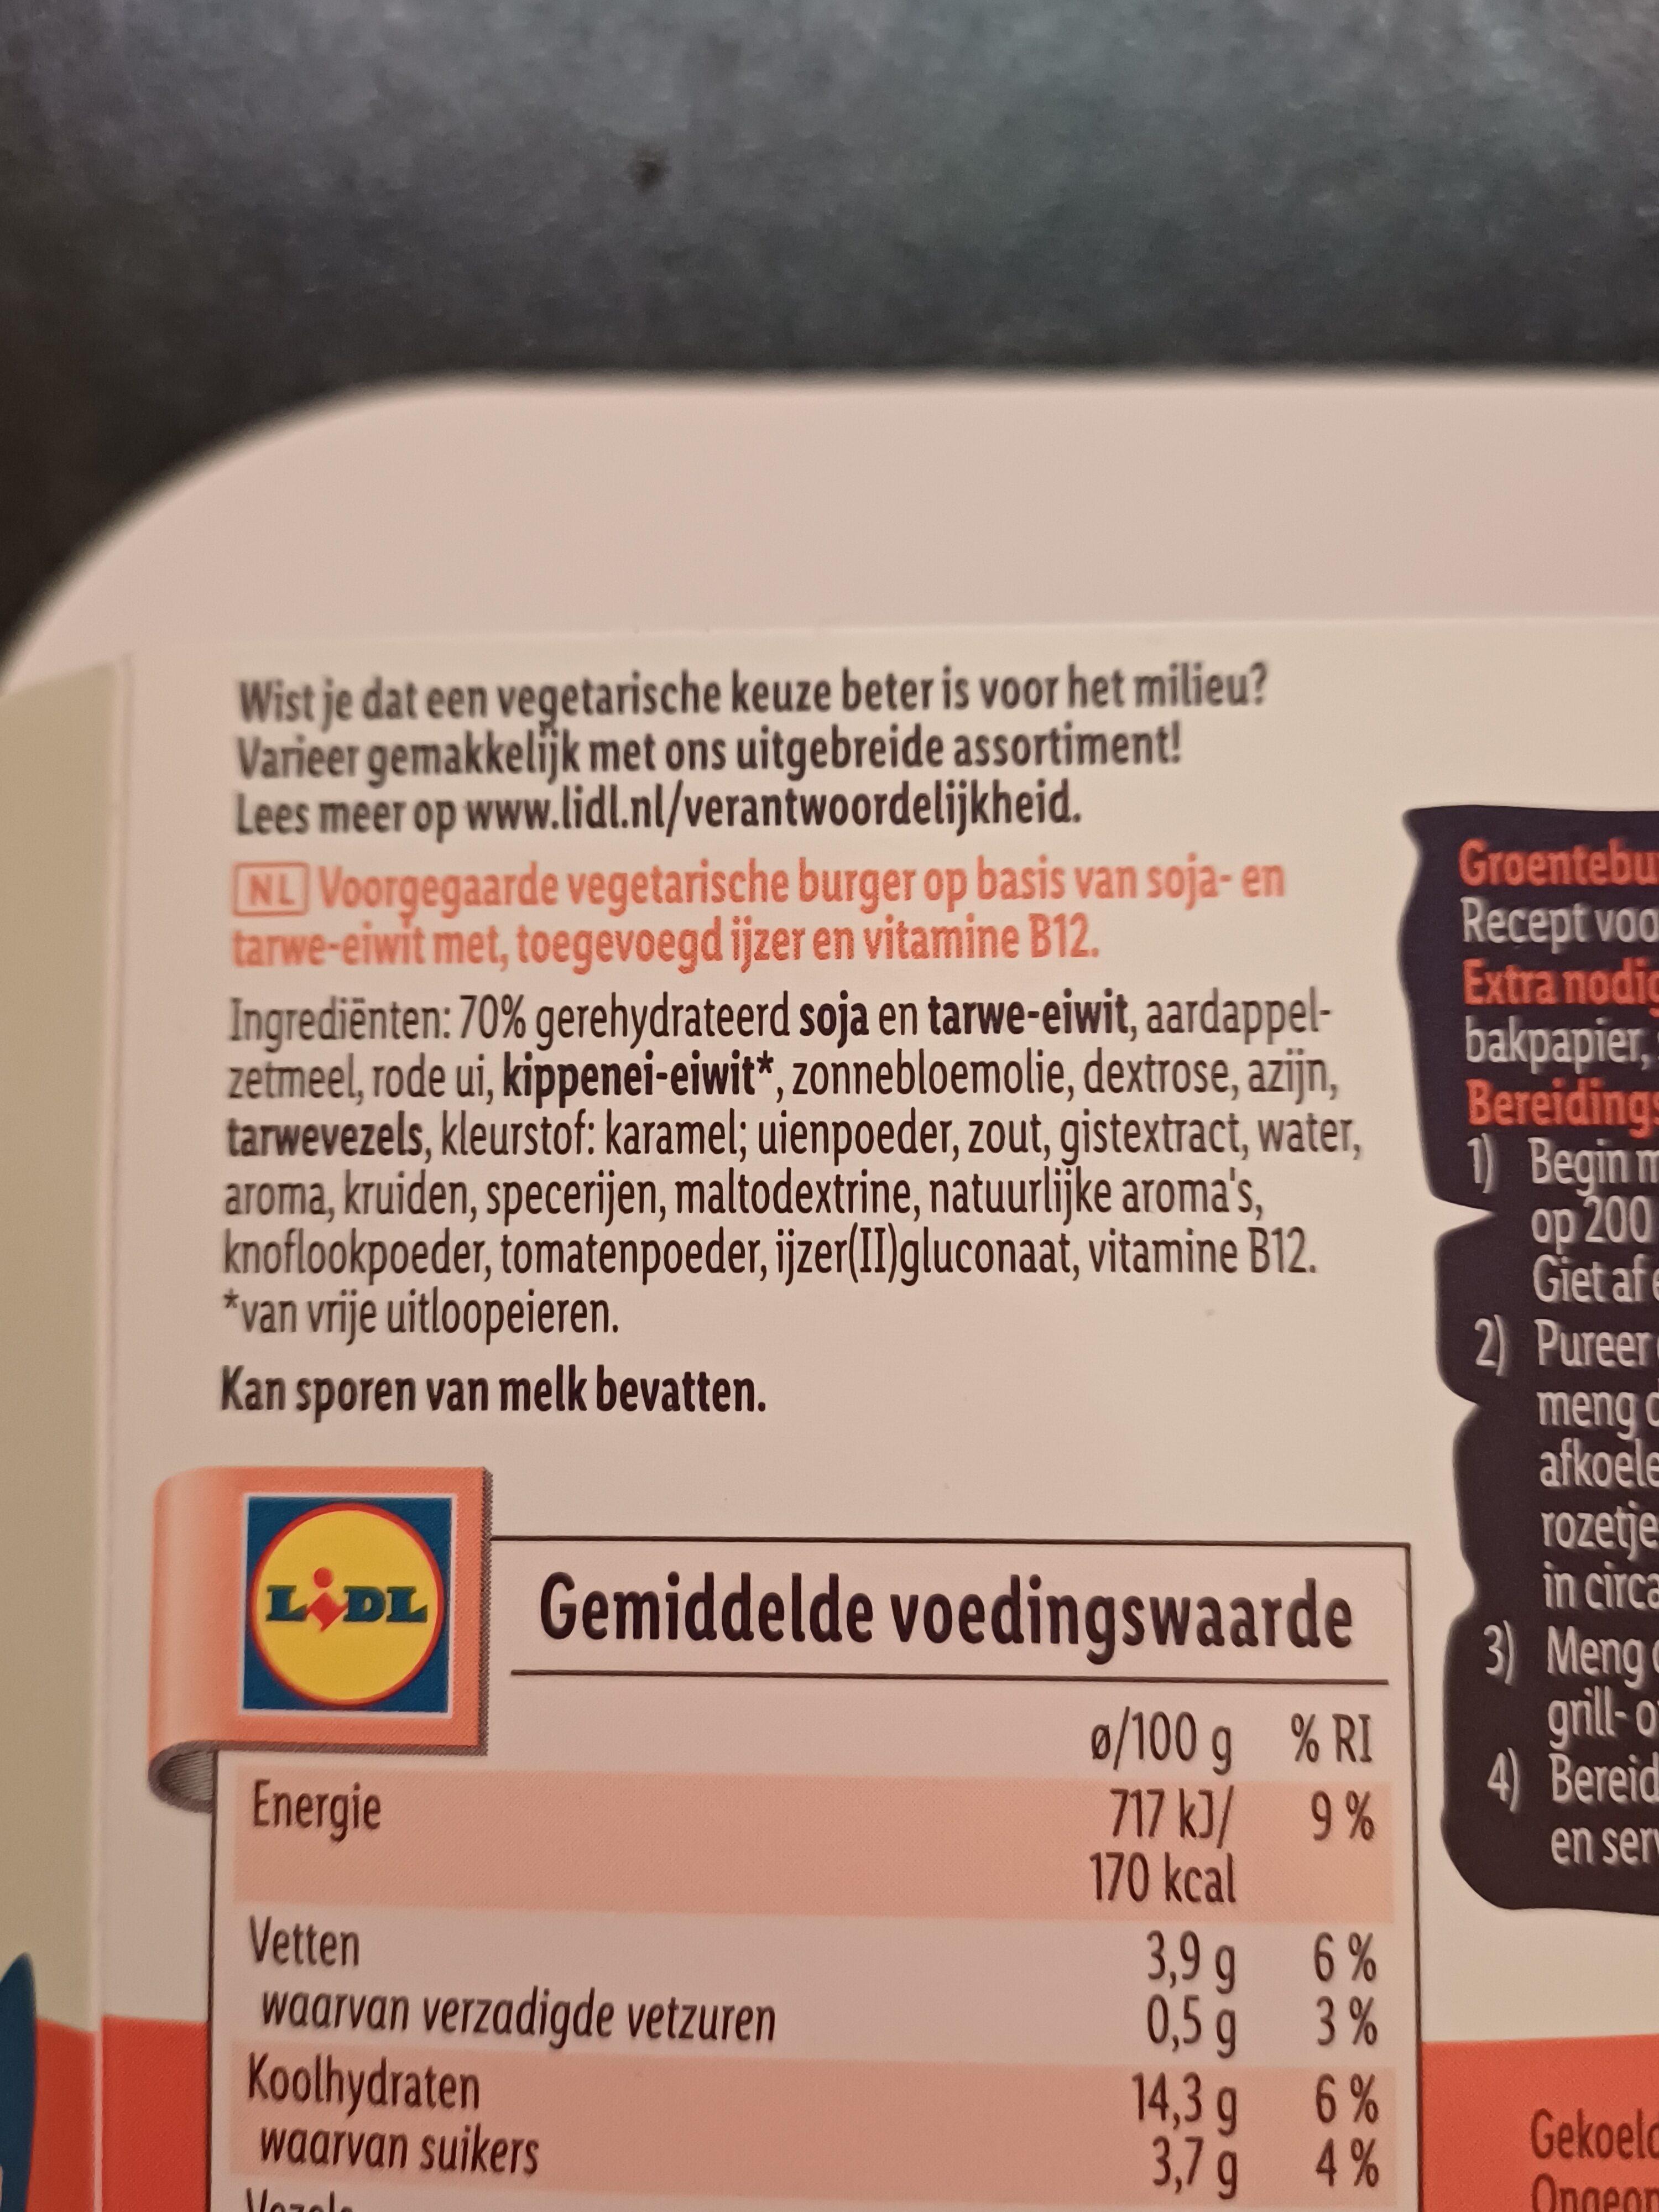 Wist je dat een vegetarische keuze beter is voor het milieu?
Varieer gemakkelijk met ons uitgebreide assortiment!
Lees meer op www.lidl.nl/verantwoordelijkheid.
NL Voorgegaarde vegetarische burger op basis van soja- en
tarwe-eiwit met, toegevoegd ijzer en vitamine B12.
Ingrediënten: 70% gerehydrateerd soja en tarwe-eiwit, aardappel-
zetmeel, rode ui, kippenei-eiwit*, zonnebloemolie, dextrose, azijn,
tarwevezels, kleurstof: karamel; uienpoeder, zout, gistextract, water,
aroma, kruiden, specerijen, maltodextrine, natuurlijke aroma's,
knoflookpoeder, tomatenpoeder, ijzer(II)gluconaat, vitamine B12.
*van vrije uitloopeieren.
Kan sporen van melk bevatten.
LIDL
Gemiddelde voedingswaarde
ø/100 g % RI
Energie 717 kJ/ 9 %
170 kcal
Vetten 3,9 g 6 %
waarvan verzadigde vetzuren 0,5 g 3 %
Koolhydraten 14,3 g 6 %
waarvan suikers 3,7 g 4 %
Groentebu
Recept voo
Extra nodig
bakpapier,
Bereidings
1) Begin m
op 200
Giet af e
2) Pureer
meng
afkoele
rozetje
in circa
3) Meng
grill- o
4) Bereid
en serv
Gekoeld